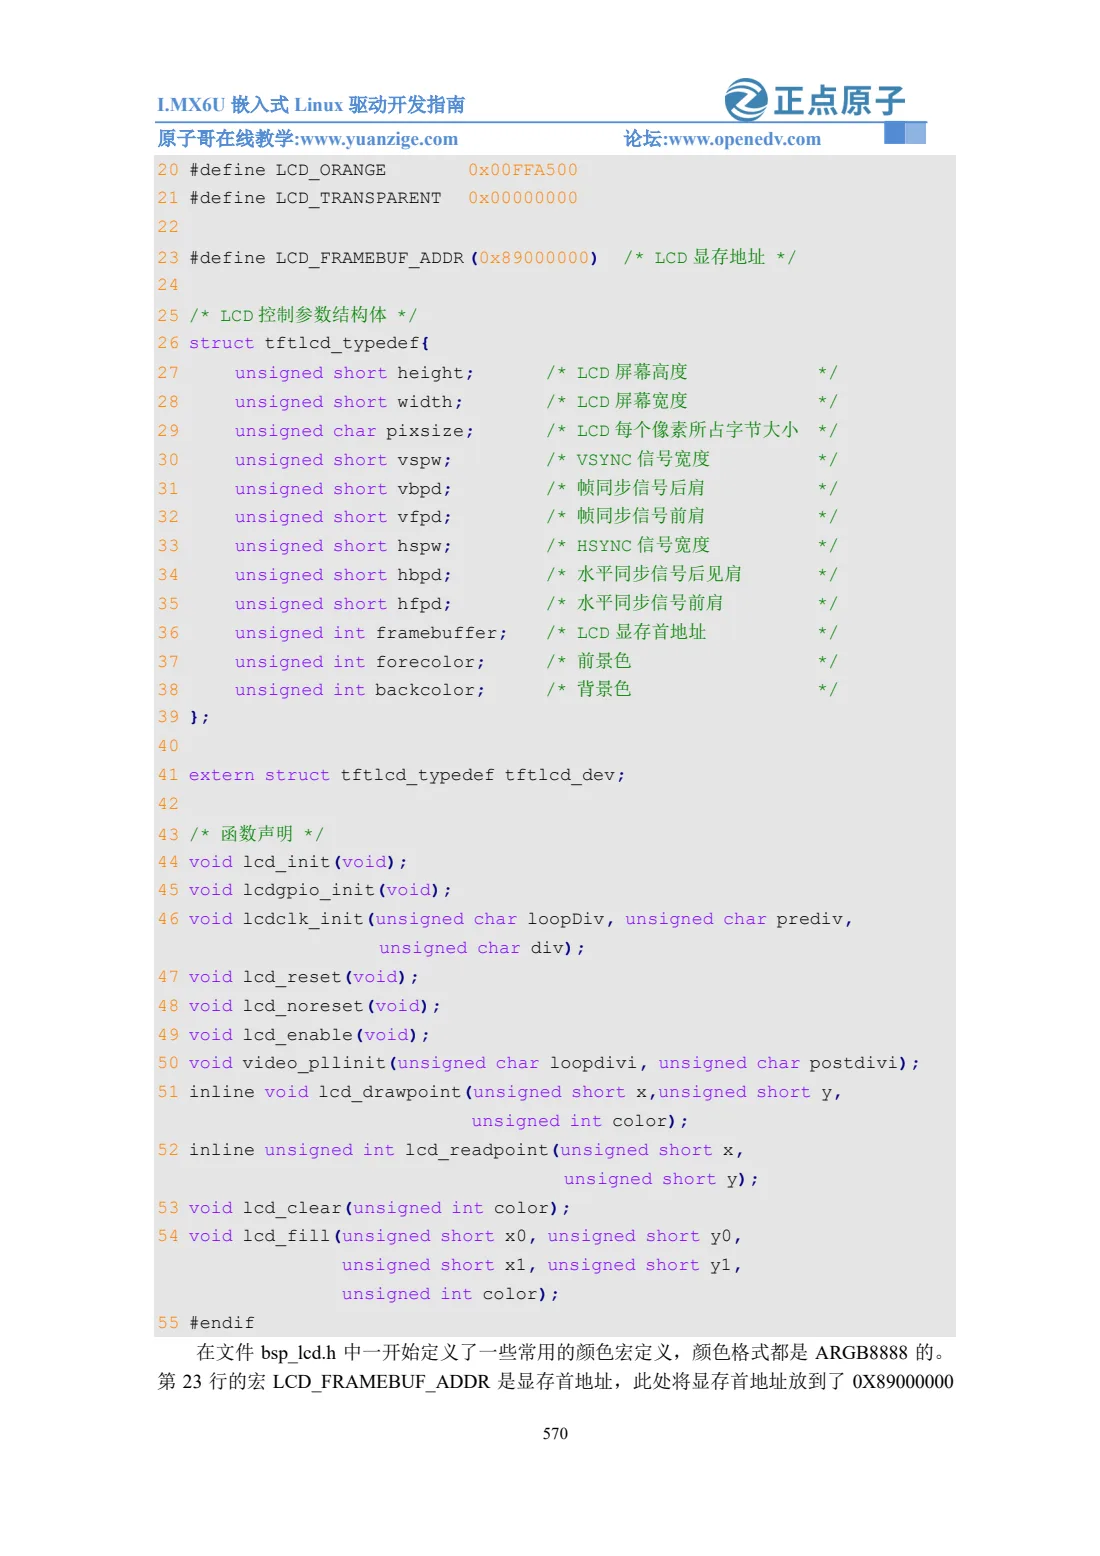 I.MX6U 嵌入式 Linux 驱动开发指南
正点原子
原子哥在线教学:www.yuanzige.com 论坛:www.openedv.com
20 #define LCD_ORANGE 0x00FFA500
21 #define LCD_TRANSPARENT 0x00000000
22
23 #define LCD_FRAMEBUF_ADDR (0x89000000) /* LCD 显存地址 */
24
25 /* LCD 控制参数结构体 */
26 struct tftlcd_typedef{
27 unsigned short height; /* LCD 屏幕高度 */
28 unsigned short width; /* LCD 屏幕宽度 */
29 unsigned char pixsize; /* LCD 每个像素所占字节大小 */
30 unsigned short vspw; /* VSYNC 信号宽度 */
31 unsigned short vbpd; /* 帧同步信号后肩 */
32 unsigned short vfpd; /* 帧同步信号前肩 */
33 unsigned short hspw; /* HSYNC 信号宽度 */
34 unsigned short hbpd; /* 水平同步信号后见肩 */
35 unsigned short hfpd; /* 水平同步信号前肩 */
36 unsigned int framebuffer; /* LCD 显存首地址 */
37 unsigned int forecolor; /* 前景色 */
38 unsigned int backcolor; /* 背景色 */
39 };
40
41 extern struct tftlcd_typedef tftlcd_dev;
42
43 /* 函数声明 */
44 void lcd_init(void);
45 void lcdgpio_init(void);
46 void lcdclk_init(unsigned char loopDiv, unsigned char prediv,
unsigned char div);
47 void lcd_reset(void);
48 void lcd_noreset(void);
49 void lcd_enable(void);
50 void video_pllinit(unsigned char loopdivi, unsigned char postdivi);
51 inline void lcd_drawpoint(unsigned short x,unsigned short y,
unsigned int color);
52 inline unsigned int lcd_readpoint(unsigned short x,
unsigned short y);
53 void lcd_clear(unsigned int color);
54 void lcd_fill(unsigned short x0, unsigned short y0,
unsigned short x1, unsigned short y1,
unsigned int color);
55 #endif
在文件 bsp_lcd.h 中一开始定义了一些常用的颜色宏定义，颜色格式都是 ARGB8888 的。
第 23 行的宏 LCD_FRAMEBUF_ADDR 是显存首地址，此处将显存首地址放到了 0X89000000
570